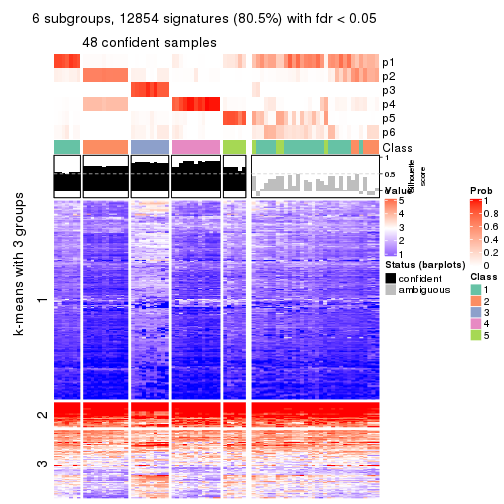 6 subgroups, 12854 signatures (80.5%) with fdr < 0.05
48 confident samples
p1
p2
p3
p4
p5
p6
Class
1
0.5
0
Silhouette
score
k-means with 3 groups
1
2
3
Value
5
4
3
2
1
Status (barplots)
confident
ambiguous
Prob
1
0.8
0.6
0.4
0.2
0
Class
1
2
3
4
5